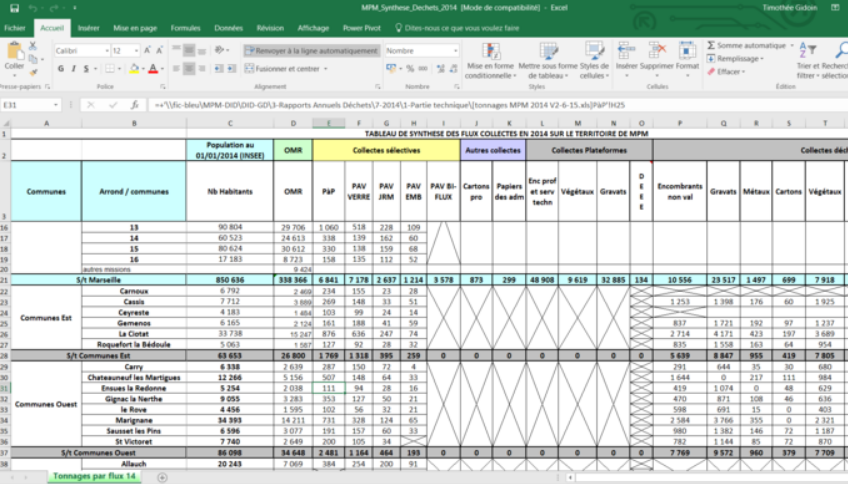 MPM_Synthese_Dechets_2014 [Mode de compatibilité] - Excel Timothée Gidoin
Fichier Accueil Insérer Mise en page Formules Données Révision Affichage Power Pivot Dites-nous ce que vous voulez faire
Coller Calibri 12 Renvoyer à la ligne automatiquement Nombre Mise en forme Mettre sous forme Styles de Insérer Supprimer Format Somme automatique Trier et Recherch
G I S Fusionner et centrer % 000 conditionnelle de tableau cellules Remplissage filtrer sélection
Effacer
Presse-papiers Police Alignement Nombre Style Cellules Édition
E31 fx =+'\\fic-bleu\MPM-DID\DID-GD\3-Rapports Annuels Déchets\7-2014\1-Partie technique\[tonnages MPM 2014 V2-6-15.xls]PàP'!H25
A B C D E F G H I J K L M N O P Q R S T
1 TABLEAU DE SYNTHESE DES FLUX COLLECTES EN 2014 SUR LE TERRITOIRE DE MPM
2 Population au 01/01/2014 (INSEE) OMR Collectes sélectives Autres collectes Collectes Plateformes Collectes déch
3 Communes Arrond / communes Nb Habitants OMR PàP PAV VERRE PAV JRM PAV EMB PAV BI-FLUX Cartons pro Papiers des adm Enc prof et serv techn Végétaux Gravats DEEE Encombrants non val Gravats Métaux Cartons Végétaux
16 13 90 804 29 706 1 060 518 228 109
17 14 60 523 24 613 338 139 162 60
18 15 80 624 30 612 330 138 159 68
19 16 17 183 8 723 158 135 112 52
20 autres missions 9 424
21 S/t Marseille 850 636 338 366 6 841 7 178 2 637 1 214 3 578 873 299 48 908 9 619 32 885 134 10 556 23 517 1 497 699 7 918
22 Carnoux 6 792 2 469 234 155 23 28
23 Cassis 7 712 3 889 269 148 33 51 1 253 1 398 176 60 1 925
24 Ceyreste 4 183 1 484 103 99 24 14
25 Communes Est Gemenos 6 165 2 124 161 188 41 59 837 1 721 192 97 1 237
26 La Ciotat 33 738 15 247 876 636 247 74 2 714 4 171 423 197 3 689
27 Roquefort la Bédoule 5 063 1 587 127 92 28 32 835 1 558 163 64 954
28 S/t Communes Est 63 653 26 800 1 769 1 318 395 259 0 0 0 0 0 0 0 5 639 8 847 955 419 7 805
29 Carry 6 338 2 639 287 150 72 4 291 644 35 30 680
30 Chateauneuf les Martigues 12 266 5 156 507 148 64 33 1 644 0 217 111 984
31 Ensues la Redonne 5 254 2 038 111 94 28 16 419 1 074 0 48 629
32 Communes Ouest Gignac la Nerthe 9 055 3 283 353 127 50 21 470 871 108 46 636
33 le Rove 4 456 1 595 102 56 32 21 598 691 15 0 403
34 Marignane 34 393 14 211 731 328 124 65 2 584 3 766 355 0 2 321
35 Sausset les Pins 6 596 3 077 191 157 60 33 980 1 382 146 72 1 187
36 St Victoret 7 740 2 649 200 105 34 782 1 144 85 72 870
37 S/t Communes Ouest 86 098 34 648 2 481 1 164 464 193 0 0 0 0 0 0 0 7 769 9 572 960 379 7 709
38 Allauch 20 243 7 069 384 254 200 91
Tonnages par flux 14